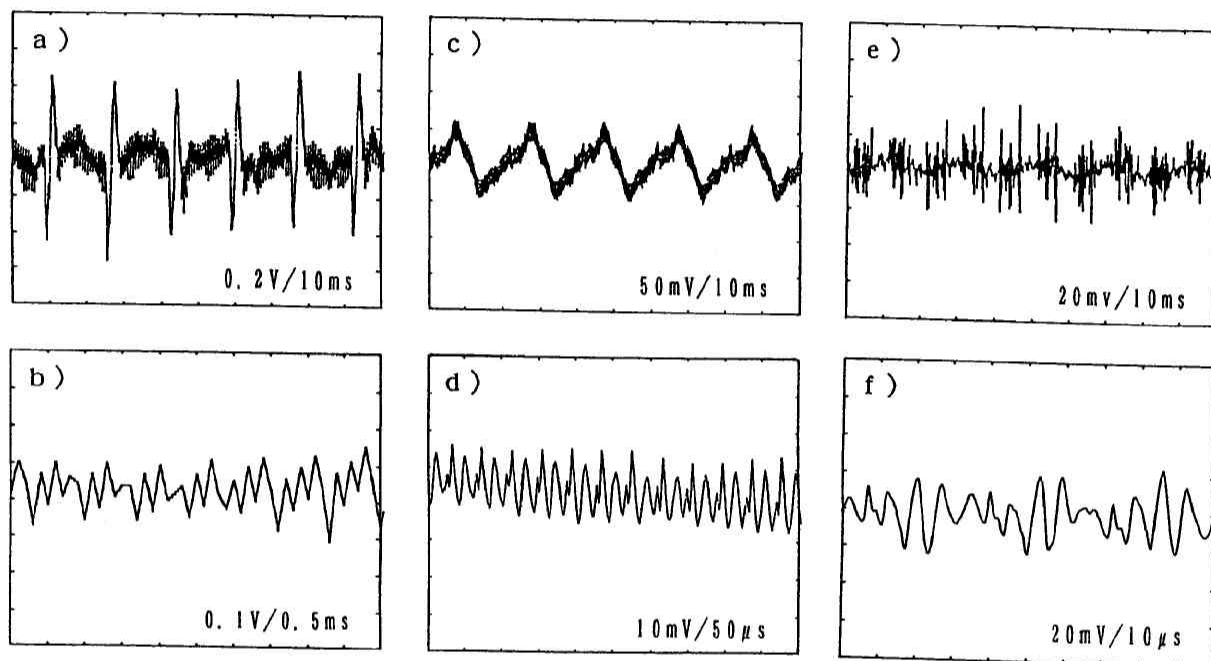 a )
0. 2V/10ms
c )
50mV/10ms
e )
20mv/10ms
b )
0. 1V/0. 5ms
d )
10mV/50μs
f )
20mV/10μs